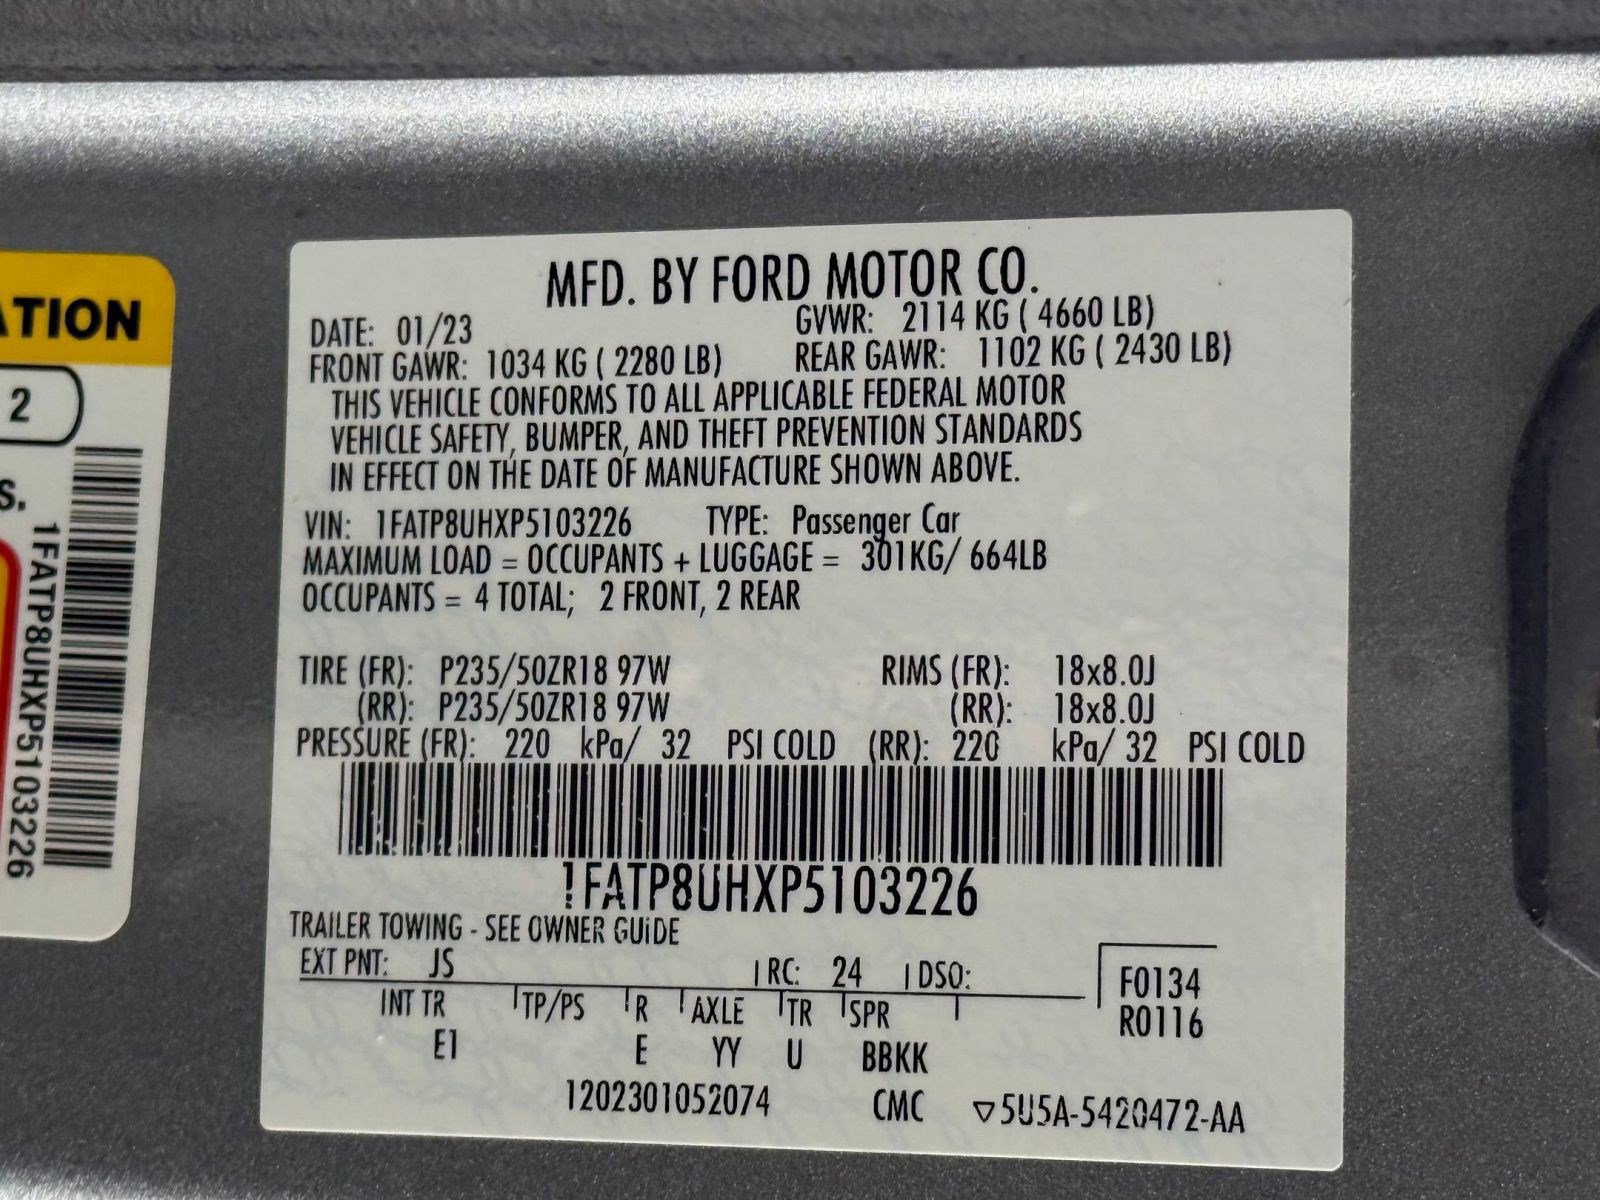 ATION
2
S.
1FATP8UHXP5103226
MFD. BY FORD MOTOR CO.
DATE: 01/23 GVWR: 2114 KG ( 4660 LB)
FRONT GAWR: 1034 KG ( 2280 LB) REAR GAWR: 1102 KG ( 2430 LB)
THIS VEHICLE CONFORMS TO ALL APPLICABLE FEDERAL MOTOR
VEHICLE SAFETY, BUMPER, AND THEFT PREVENTION STANDARDS
IN EFFECT ON THE DATE OF MANUFACTURE SHOWN ABOVE.
VIN: 1FATP8UHXP5103226 TYPE: Passenger Car
MAXIMUM LOAD = OCCUPANTS + LUGGAGE = 301KG/ 664LB
OCCUPANTS = 4 TOTAL; 2 FRONT, 2 REAR
TIRE (FR): P235/50ZR18 97W RIMS (FR): 18x8.0J
(RR): P235/50ZR18 97W (RR): 18x8.0J
PRESSURE (FR): 220 kPa/ 32 PSI COLD (RR): 220 kPa/ 32 PSI COLD
1FATP8UHXP5103226
TRAILER TOWING - SEE OWNER GUIDE
EXT PNT: JS RC: 24 DSO: F0134
INT TR TP/PS R AXLE TR SPR R0116
E1 E YY U BBKK
1202301052074 CMC ▽5U5A-5420472-AA